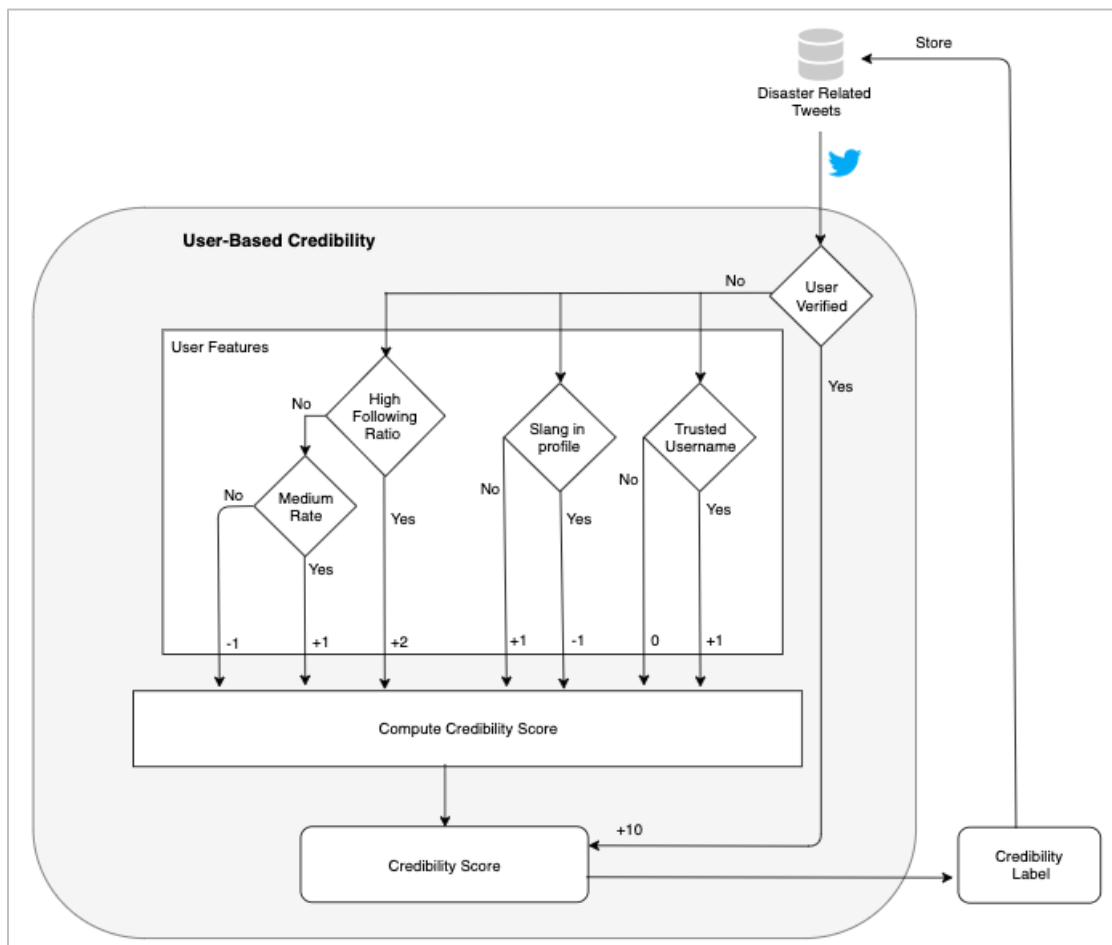 Store
Disaster Related
Tweets
User-Based Credibility
No
User
Verified
User Features
Yes
No
High
Following
Ratio
Slang in
profile
Trusted
Username
No
Medium
Rate
No
No
Yes
Yes
Yes
Yes
-1
+1
+2
+1
-1
0
+1
Compute Credibility Score
+10
Credibility Score
Credibility
Label